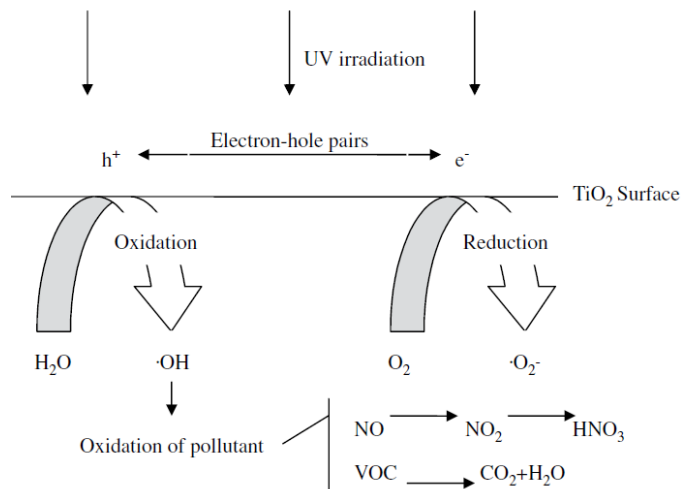 UV irradiation
Electron-hole pairs
h⁺ e⁻
TiO₂ Surface
Oxidation Reduction
H₂O ·OH O₂ ·O₂-
NO NO₂ HNO₃
Oxidation of pollutant
VOC CO₂+H₂O